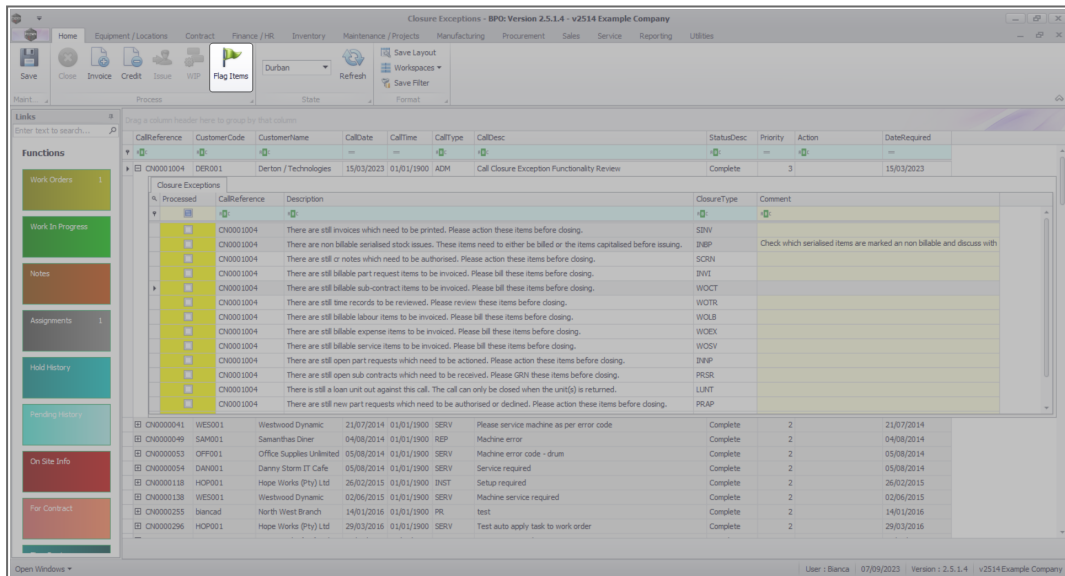 Closure Exceptions - BPO: Version 2.5.1.4 - v2514 Example Company
Home Equipment / Locations Contract Finance / HR Inventory Maintenance / Projects Manufacturing Procurement Sales Service Reporting Utilities
Save Close Invoice Credit Issue WIP Flag Items Durban Refresh Save Layout
Workspaces
Save Filter
Maint... Process State Format
Links
Enter text to search...
Functions
Work Orders 1
Work In Progress
Notes
Assignments 1
Hold History
Pending History
On Site Info
For Contract
Drag a column header here to group by that column
CallReference CustomerCode CustomerName CallDate CallTime CallType CallDesc StatusDesc Priority Action DateRequired
CN0001004 DER001 Derton / Technologies 15/03/2023 01/01/1900 ADM Call Closure Exception Functionality Review Complete 3 15/03/2023
Closure Exceptions
Processed CallReference Description ClosureType Comment
CN0001004 There are still invoices which need to be printed. Please action these items before closing. SINV
CN0001004 There are non billable serialised stock issues. These items need to either be billed or the items capitalised before issuing. INBP Check which serialised items are marked an non billable and discuss with
CN0001004 There are still cr notes which need to be authorised. Please action these items before closing. SCRN
CN0001004 There are still billable part request items to be invoiced. Please bill these items before closing. INVI
CN0001004 There are still billable sub-contract items to be invoiced. Please bill these items before closing. WOCT
CN0001004 There are still time records to be reviewed. Please review these items before closing. WOTR
CN0001004 There are still billable labour items to be invoiced. Please bill these items before closing. WOLB
CN0001004 There are still billable expense items to be invoiced. Please bill these items before closing. WOEX
CN0001004 There are still billable service items to be invoiced. Please bill these items before closing. WOSV
CN0001004 There are still open part requests which need to be actioned. Please action these items before closing. INNP
CN0001004 There are still open sub contracts which need to be received. Please GRN these items before closing. PRSR
CN0001004 There is still a loan unit out against this call. The call can only be closed when the unit(s) is returned. LUNT
CN0001004 There are still new part requests which need to be authorised or declined. Please action these items before closing. PRAP
CN0000041 WES001 Westwood Dynamic 21/07/2014 01/01/1900 SERV Please service machine as per error code Complete 2 21/07/2014
CN0000049 SAM001 Samanthas Diner 04/08/2014 01/01/1900 REP Machine error Complete 2 04/08/2014
CN0000053 OFF001 Office Supplies Unlimited 05/08/2014 01/01/1900 SERV Machine error code - drum Complete 2 05/08/2014
CN0000054 DAN001 Danny Storm IT Cafe 05/08/2014 01/01/1900 SERV Service required Complete 2 05/08/2014
CN0000118 HOP001 Hope Works (Pty) Ltd 26/02/2015 01/01/1900 INST Setup required Complete 2 26/02/2015
CN0000138 WES001 Westwood Dynamic 02/06/2015 01/01/1900 SERV Machine service required Complete 2 02/06/2015
CN0000255 biancad North West Branch 14/01/2016 01/01/1900 PR test Complete 2 14/01/2016
CN0000296 HOP001 Hope Works (Pty) Ltd 29/03/2016 01/01/1900 SERV Test auto apply task to work order Complete 2 29/03/2016
Open Windows User : Bianca 07/09/2023 Version : 2.5.1.4 v2514 Example Company